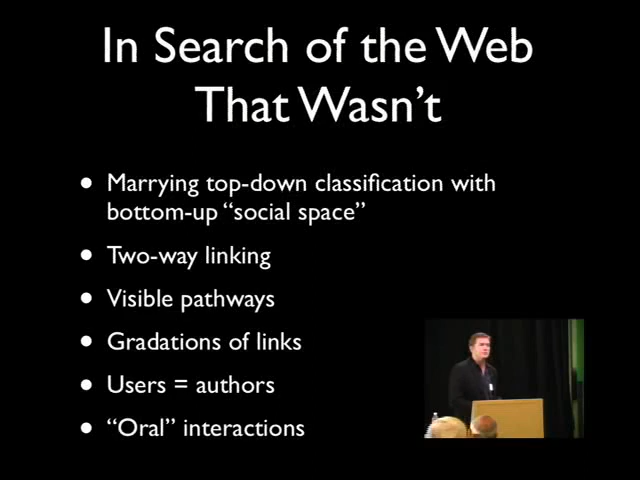 In Search of the Web
That Wasn't
• Marrying top-down classification with
bottom-up “social space”
• Two-way linking
• Visible pathways
• Gradations of links
• Users = authors
• “Oral” interactions